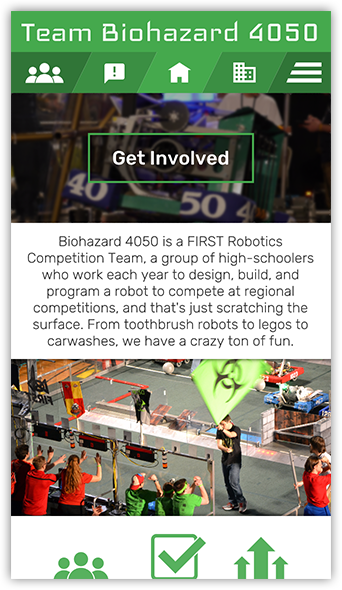 Team Biohazard 4050
Get Involved
40
50
Biohazard 4050 is a FIRST Robotics
Competition Team, a group of high-schoolers
who work each year to design, build, and
program a robot to compete at regional
competitions, and that's just scratching the
surface. From toothbrush robots to legos to
carwashes, we have a crazy ton of fun.